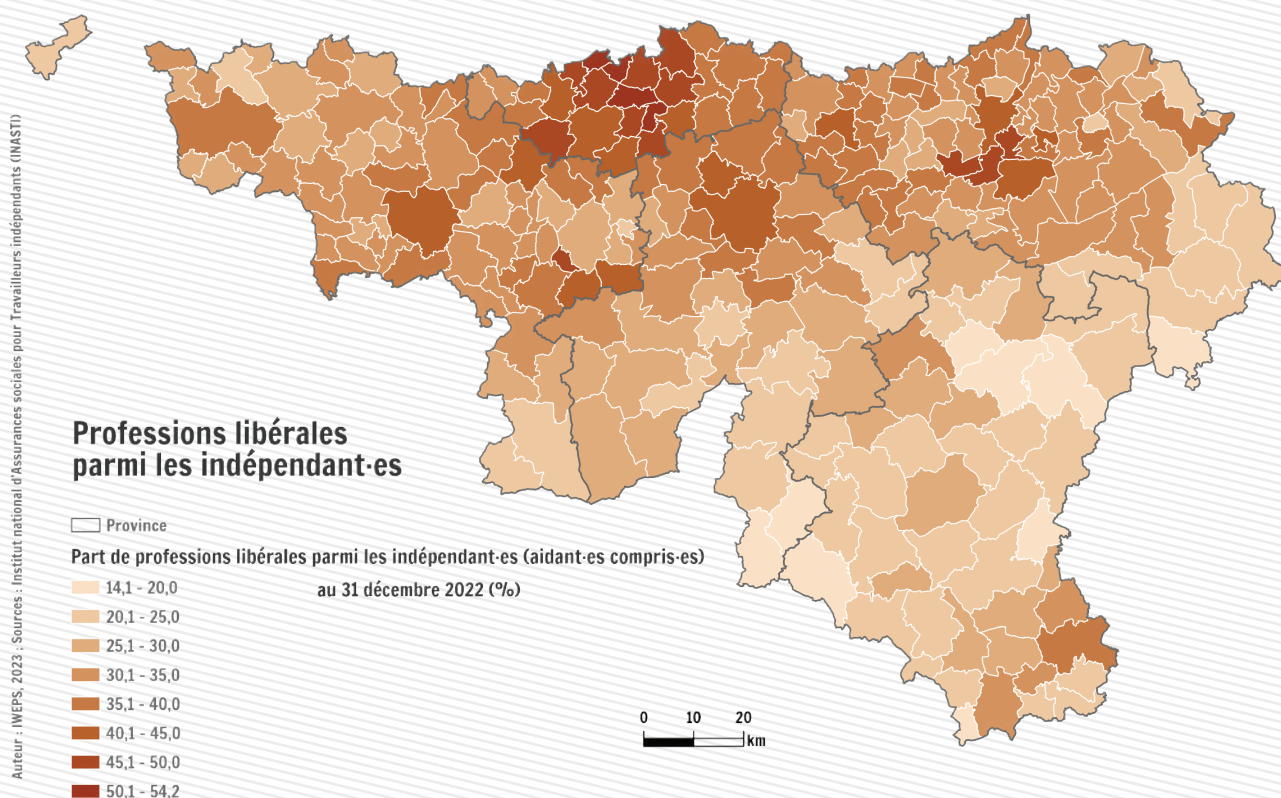 Professions libérales
parmi les indépendant·es
Province
Part de professions libérales parmi les indépendant·es (aidant·es compris·es)
au 31 décembre 2022 (%)
14,1 - 20,0
20,1 - 25,0
25,1 - 30,0
30,1 - 35,0
35,1 - 40,0
40,1 - 45,0
45,1 - 50,0
50,1 - 54,2
0 10 20
km
Auteur : IWEPS, 2023 ; Sources : Institut national d'Assurances sociales pour Travailleurs indépendants (INASTI)